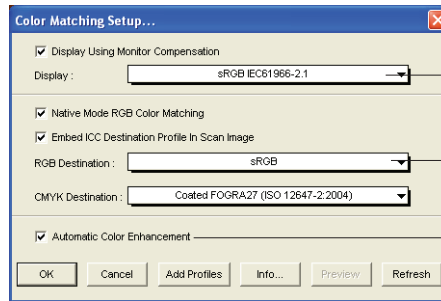 Color Matching Setup...
Display Using Monitor Compensation
Display : sRGB IEC61966-2.1
Native Mode RGB Color Matching
Embed ICC Destination Profile In Scan Image
RGB Destination : sRGB
CMYK Destination : Coated FOGRA27 (ISO 12647-2:2004)
Automatic Color Enhancement
OK Cancel Add Profiles Info... Preview Refresh